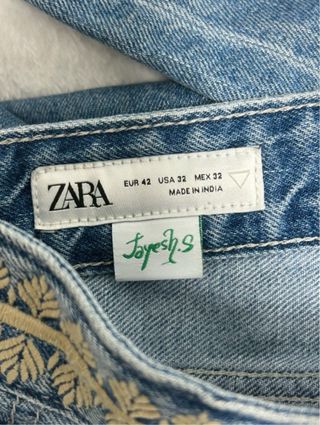 ZARA
EUR 42 USA 32 MEX 32
MADE IN INDIA
Jayesh.S